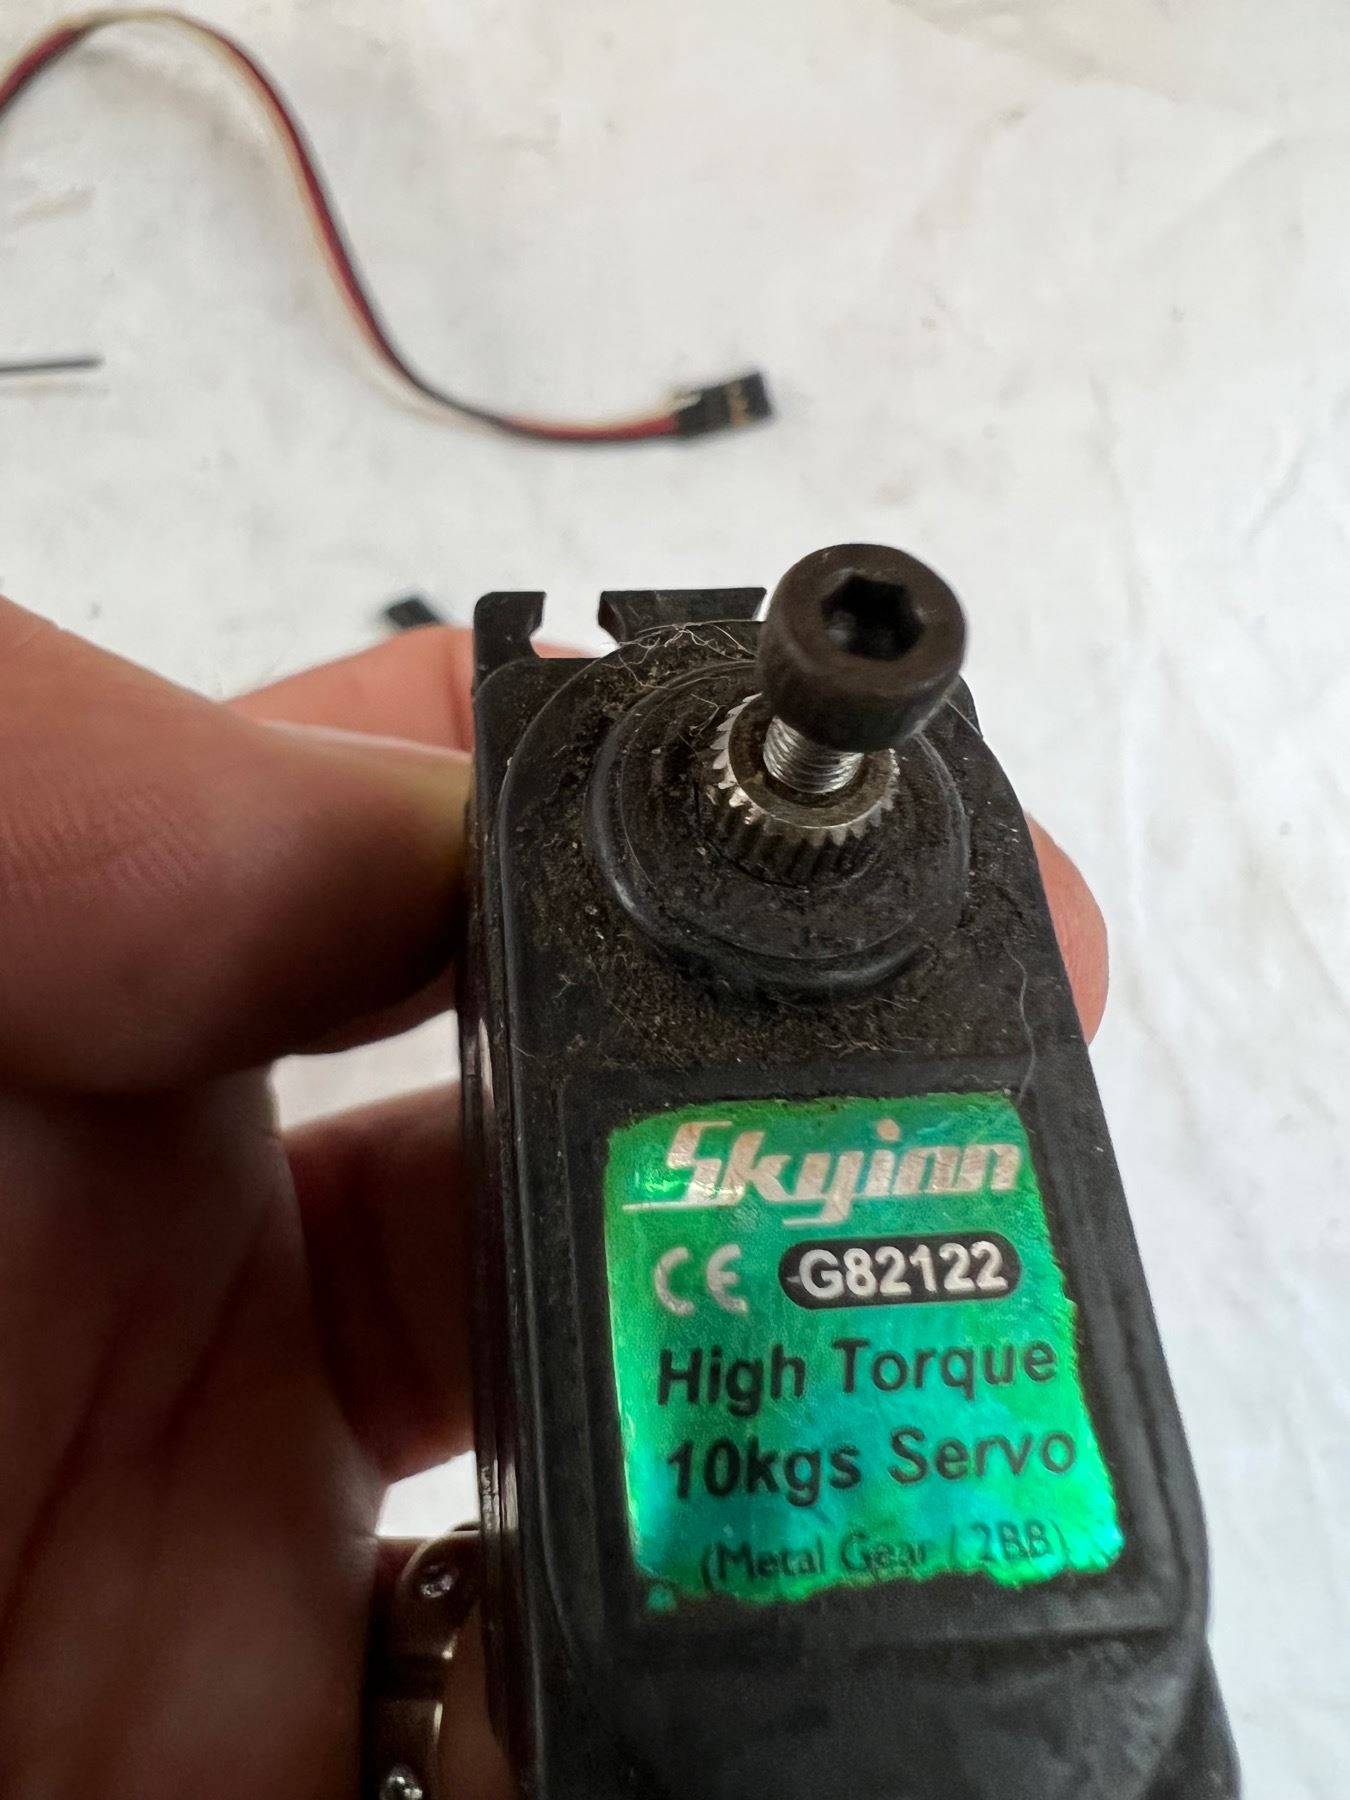 Skyinn
CE G82122
High Torque
10kgs Servo
(Metal Gear / 2BB)